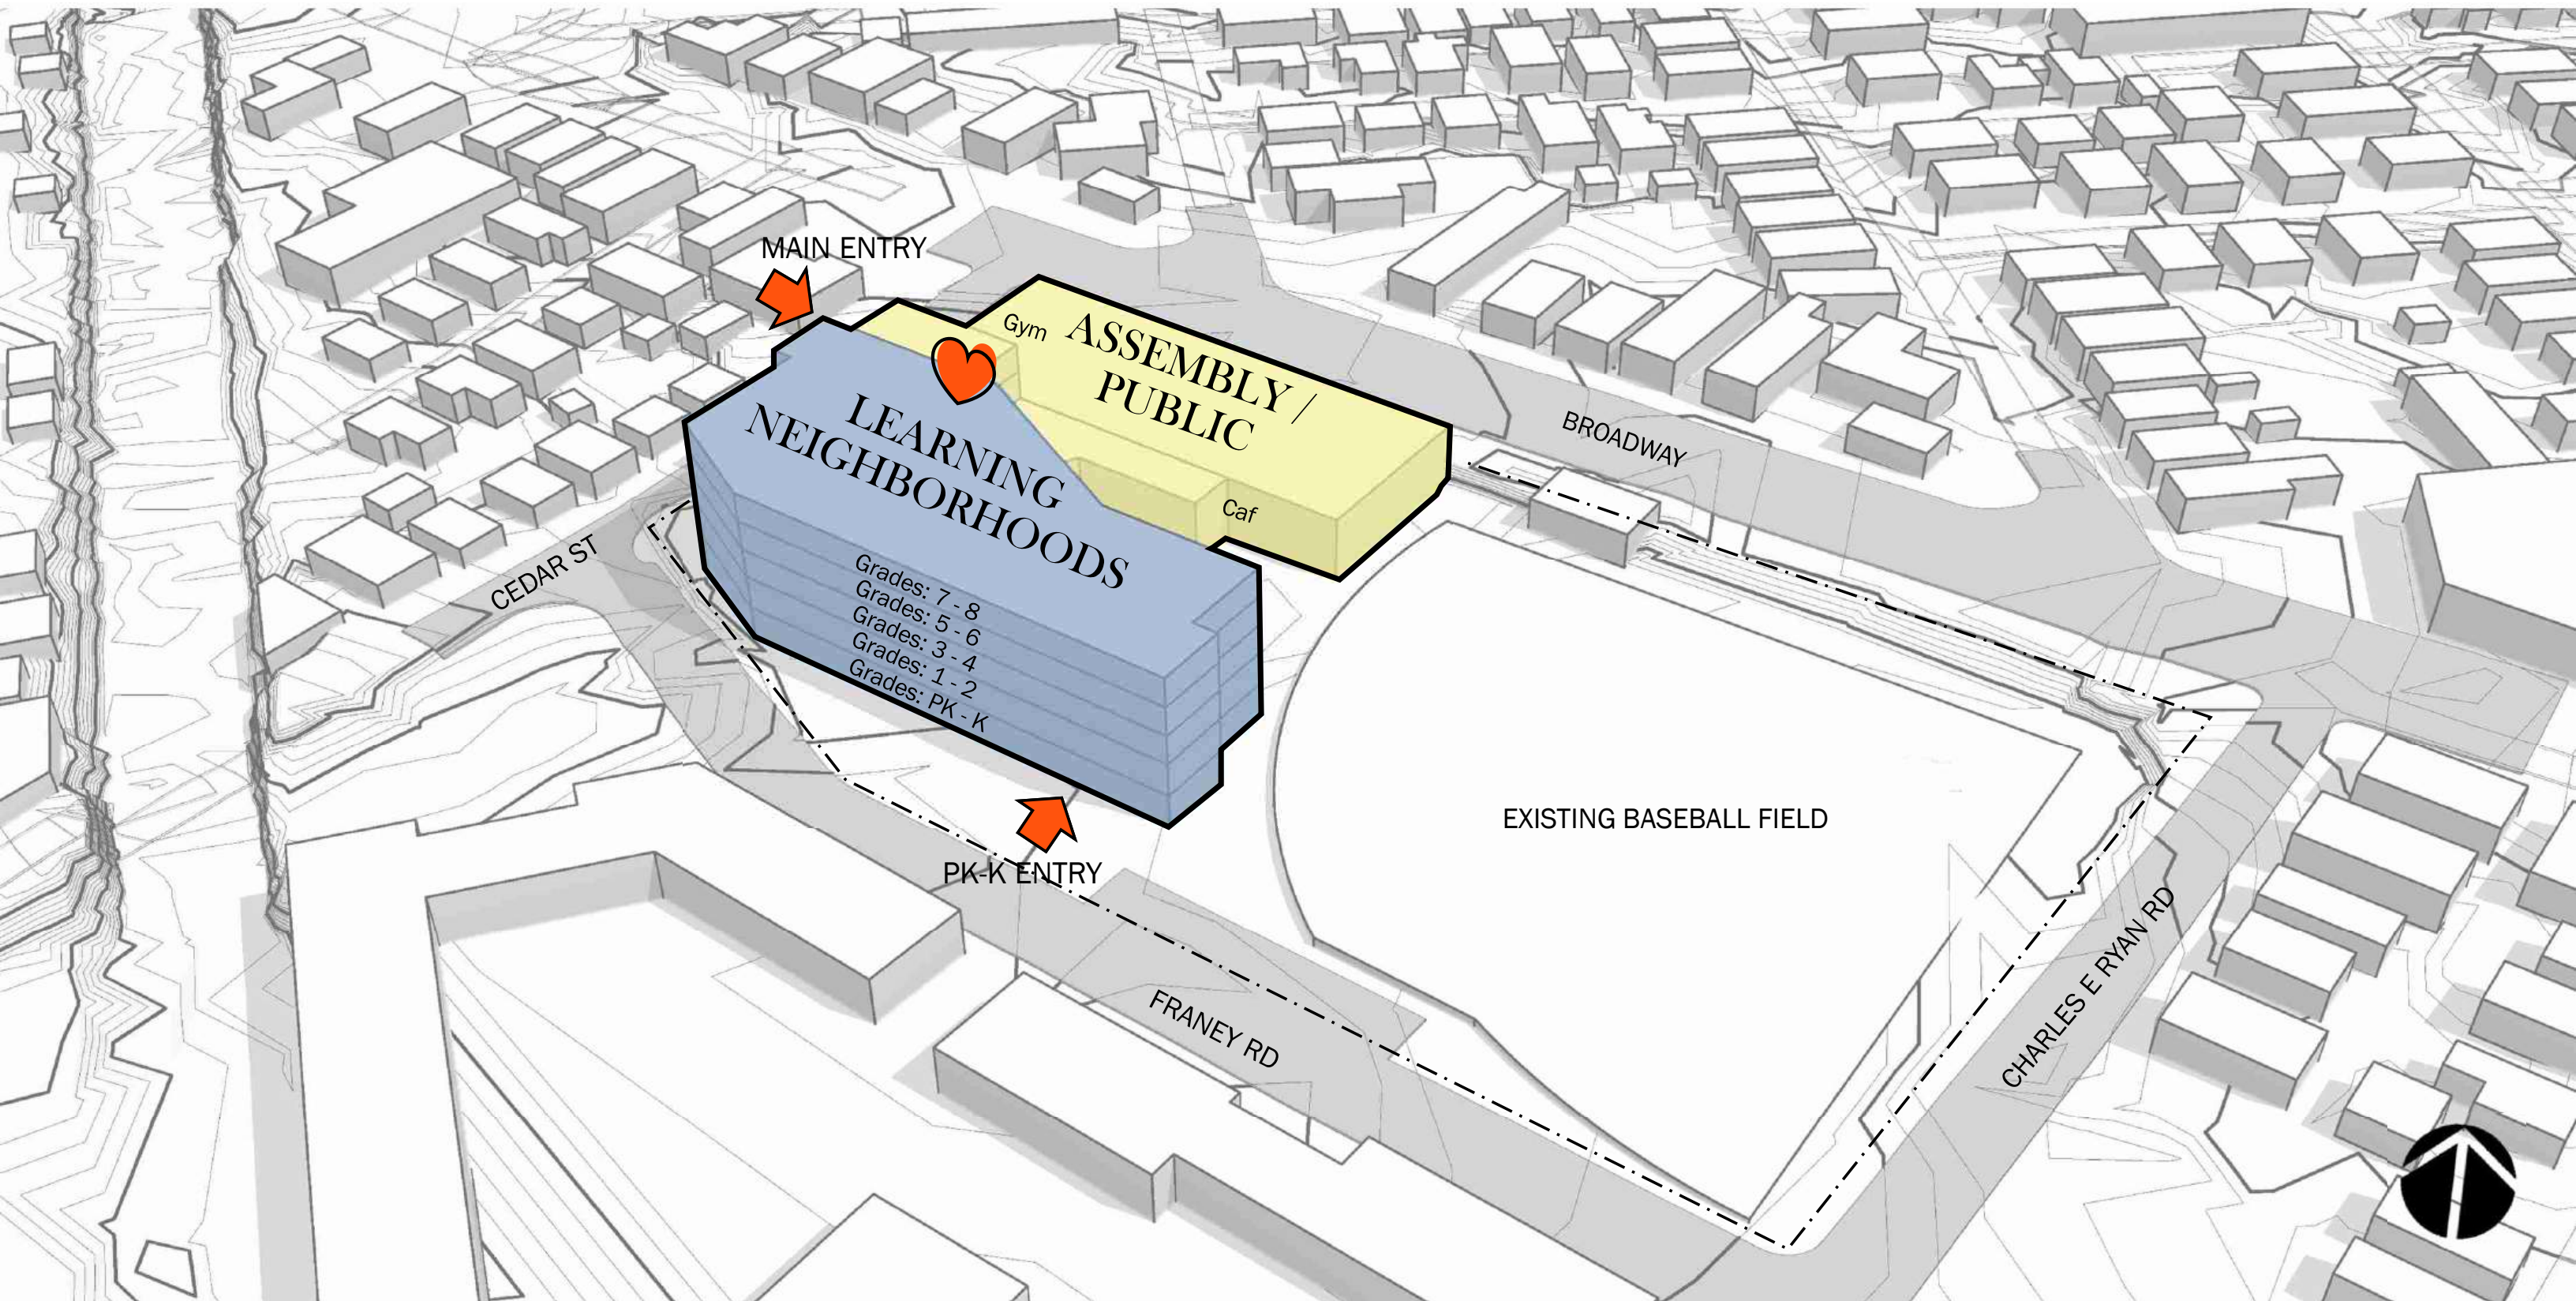 MAIN ENTRY
Gym
ASSEMBLY /
PUBLIC
LEARNING
NEIGHBORHOODS
BROADWAY
Caf
CEDAR ST
Grades: 7 - 8
Grades: 5 - 6
Grades: 3 - 4
Grades: 1 - 2
Grades: PK - K
EXISTING BASEBALL FIELD
PK-K ENTRY
FRANEY RD
CHARLES E RYAN RD